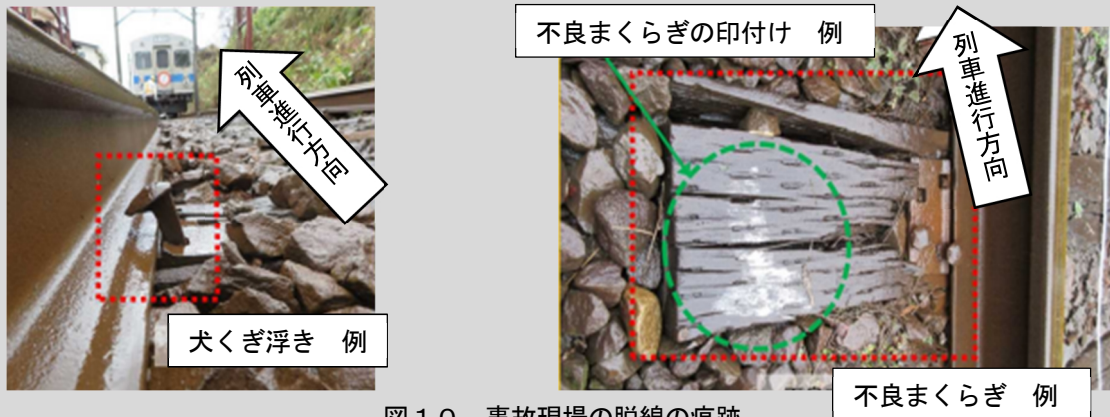 不良まくらぎの印付け 例
列車進行方向
列車進行方向
犬くぎ浮き 例
不良まくらぎ 例
図10 事故現場の脱線の痕跡